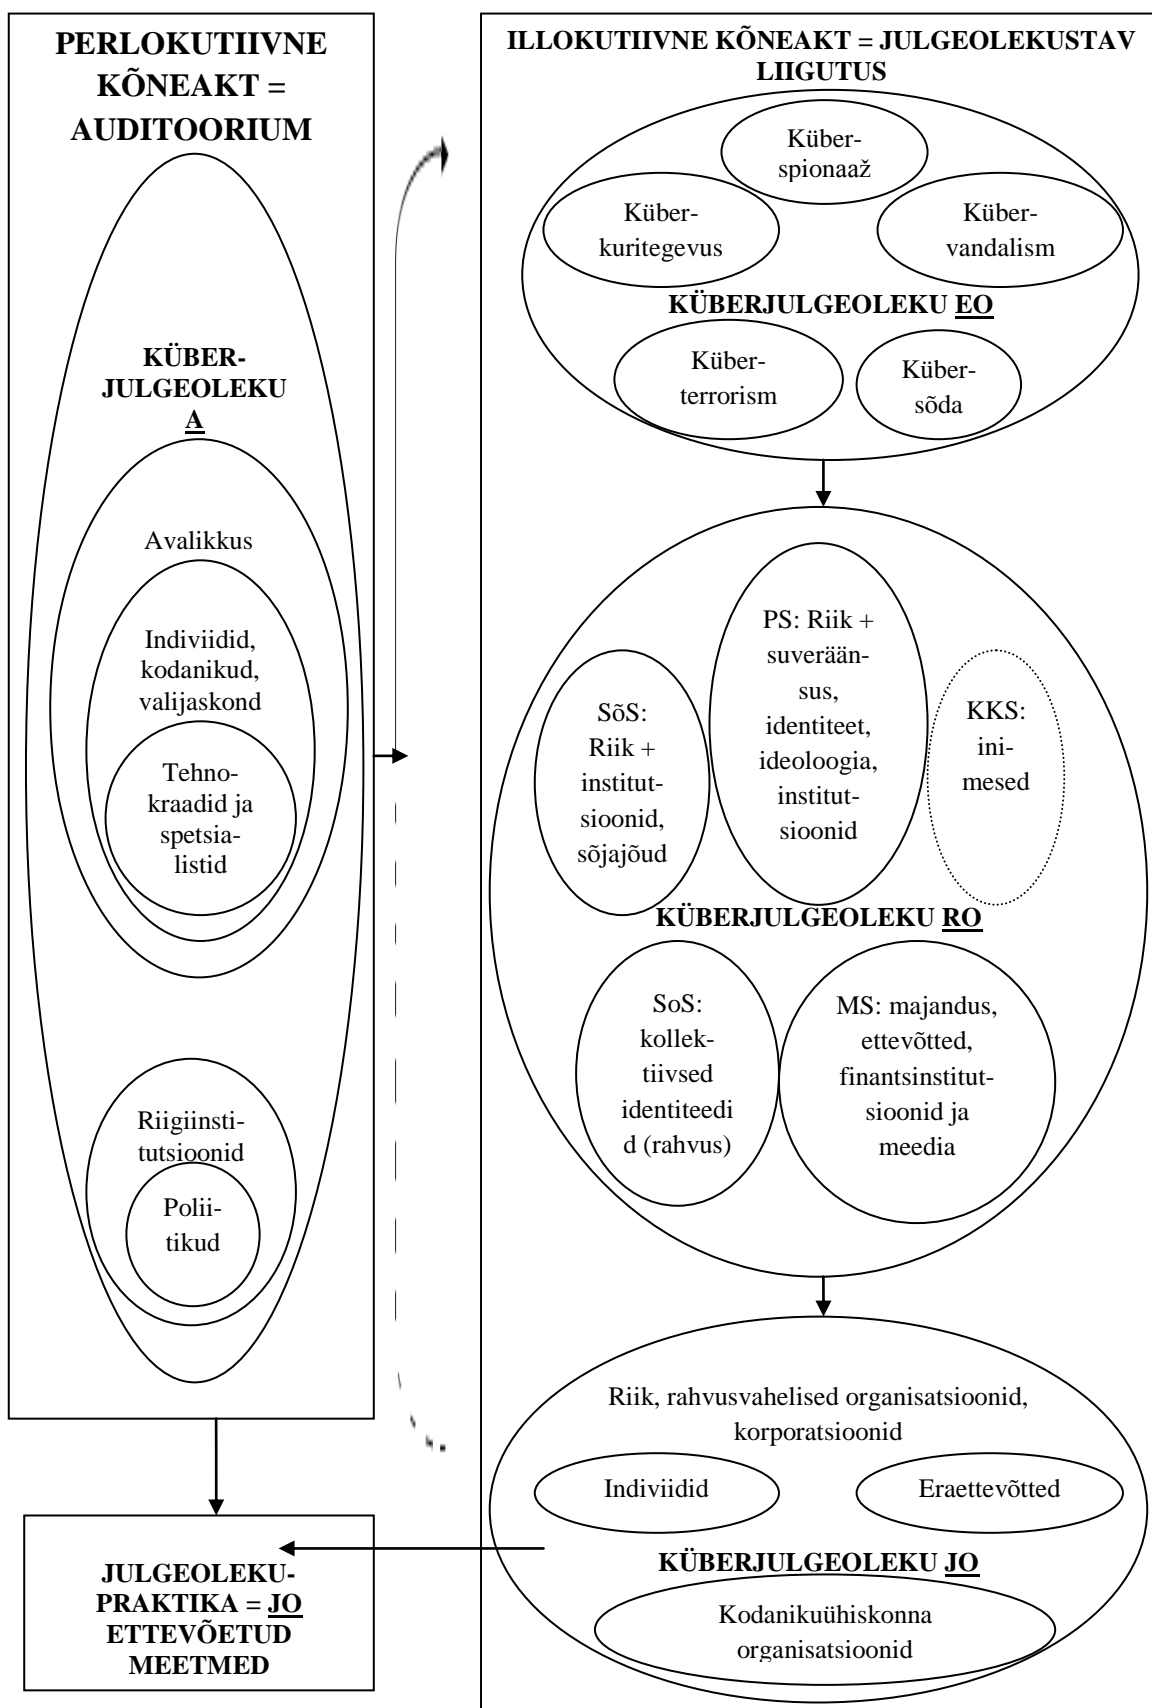 PERLOKUTIIVNE
KÕNEAKT =
AUDITOORIUM
KÜBER-
JULGEOLEKU
A
Avalikkus
Indiviidid,
kodanikud,
valijaskond
Tehno-
kraadid ja
spetsia-
listid
Riigiinsti-
tutsioonid
Polii-
tikud
JULGEOLEKU-
PRAKTIKA = JO
ETTEVÕETUD
MEETMED
ILLOKUTIIVNE KÕNEAKT = JULGEOLEKUSTAV
LIIGUTUS
Küber-
spionaaž
Küber-
kuritegevus
Küber-
vandalism
KÜBERJULGEOLEKU EO
Küber-
terrorism
Küber-
sõda
SõS:
Riik +
institut-
sioonid,
sõjajõud
PS: Riik +
suverään-
sus,
identiteet,
ideoloogia,
institut-
sioonid
KKS:
ini-
mesed
KÜBERJULGEOLEKU RO
SoS:
kollek-
tiivsed
identiteedi
d (rahvus)
MS: majandus,
ettevõtted,
finantsinstitut-
sioonid ja
meedia
Riik, rahvusvahelised organisatsioonid,
korporatsioonid
Indiviidid
Eraettevõtted
KÜBERJULGEOLEKU JO
Kodanikuühiskonna
organisatsioonid